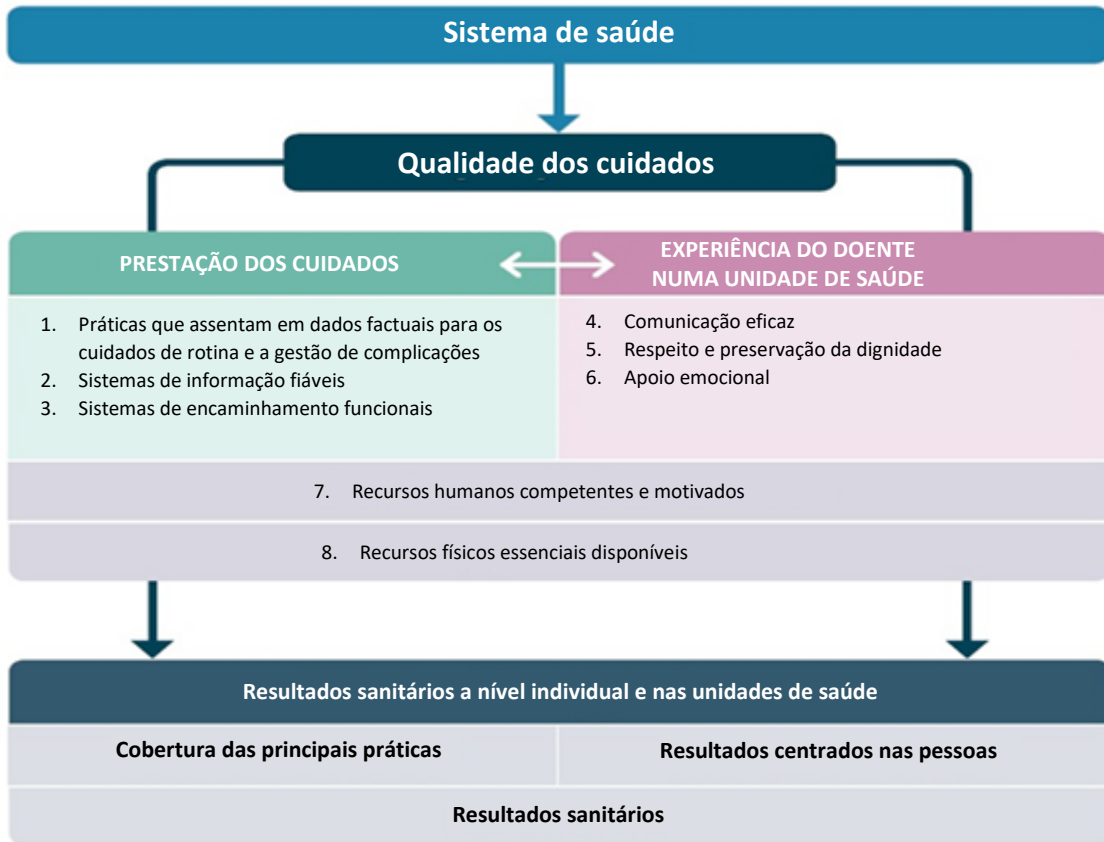 Sistema de saúde
Qualidade dos cuidados
PRESTAÇÃO DOS CUIDADOS
EXPERIÊNCIA DO DOENTE
NUMA UNIDADE DE SAÚDE
1. Práticas que assentam em dados factuais para os
cuidados de rotina e a gestão de complicações
2. Sistemas de informação fiáveis
3. Sistemas de encaminhamento funcionais
4. Comunicação eficaz
5. Respeito e preservação da dignidade
6. Apoio emocional
7. Recursos humanos competentes e motivados
8. Recursos físicos essenciais disponíveis
Resultados sanitários a nível individual e nas unidades de saúde
Cobertura das principais práticas
Resultados centrados nas pessoas
Resultados sanitários